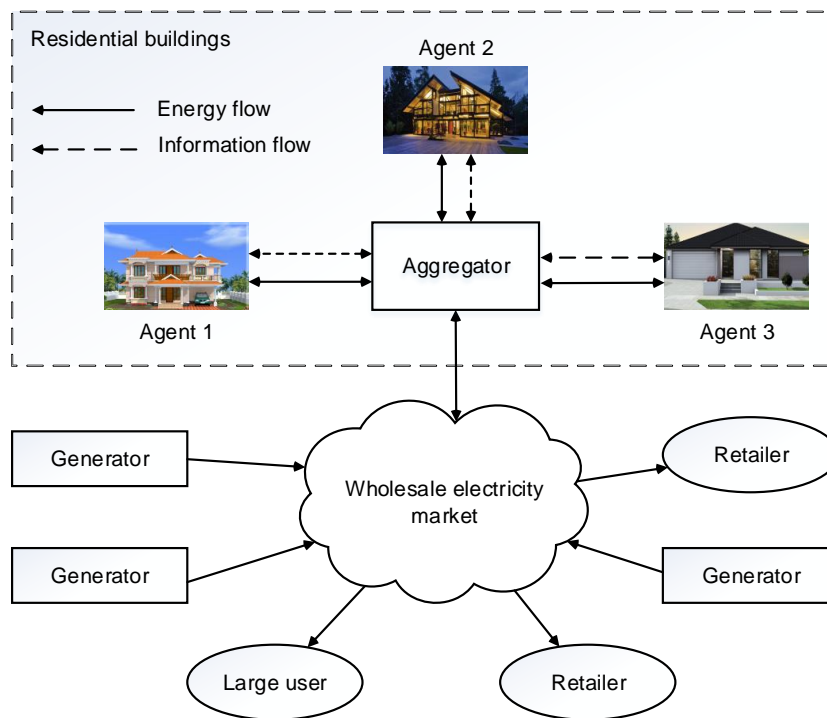 Residential buildings
Agent 2
Energy flow
Information flow
Aggregator
Agent 1
Agent 3
Generator
Retailer
Wholesale electricity
market
Generator
Generator
Large user
Retailer